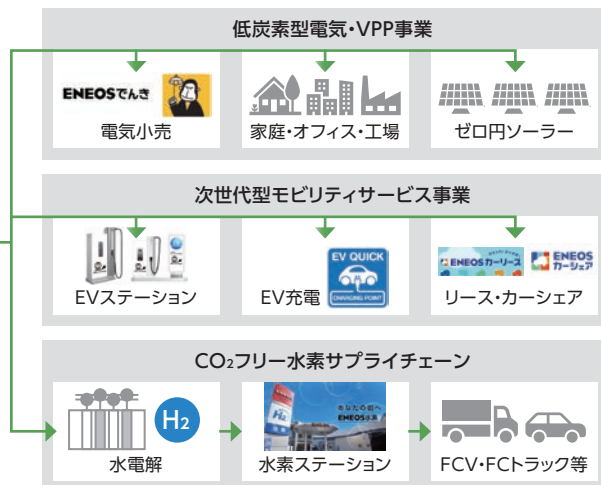 低炭素型電気・VPP事業
ENEOSでんき
電気小売
家庭・オフィス・工場
ゼロ円ソーラー
次世代型モビリティサービス事業
EVステーション
EV QUICK
CHARGING POINT
EV充電
ENEOSカーリース
ENEOS
カーシェア
リース・カーシェア
CO₂フリー水素サプライチェーン
H₂
水電解
H₂
あなたの街へ
ENEOS水素
水素ステーション
FCV・FCトラック等